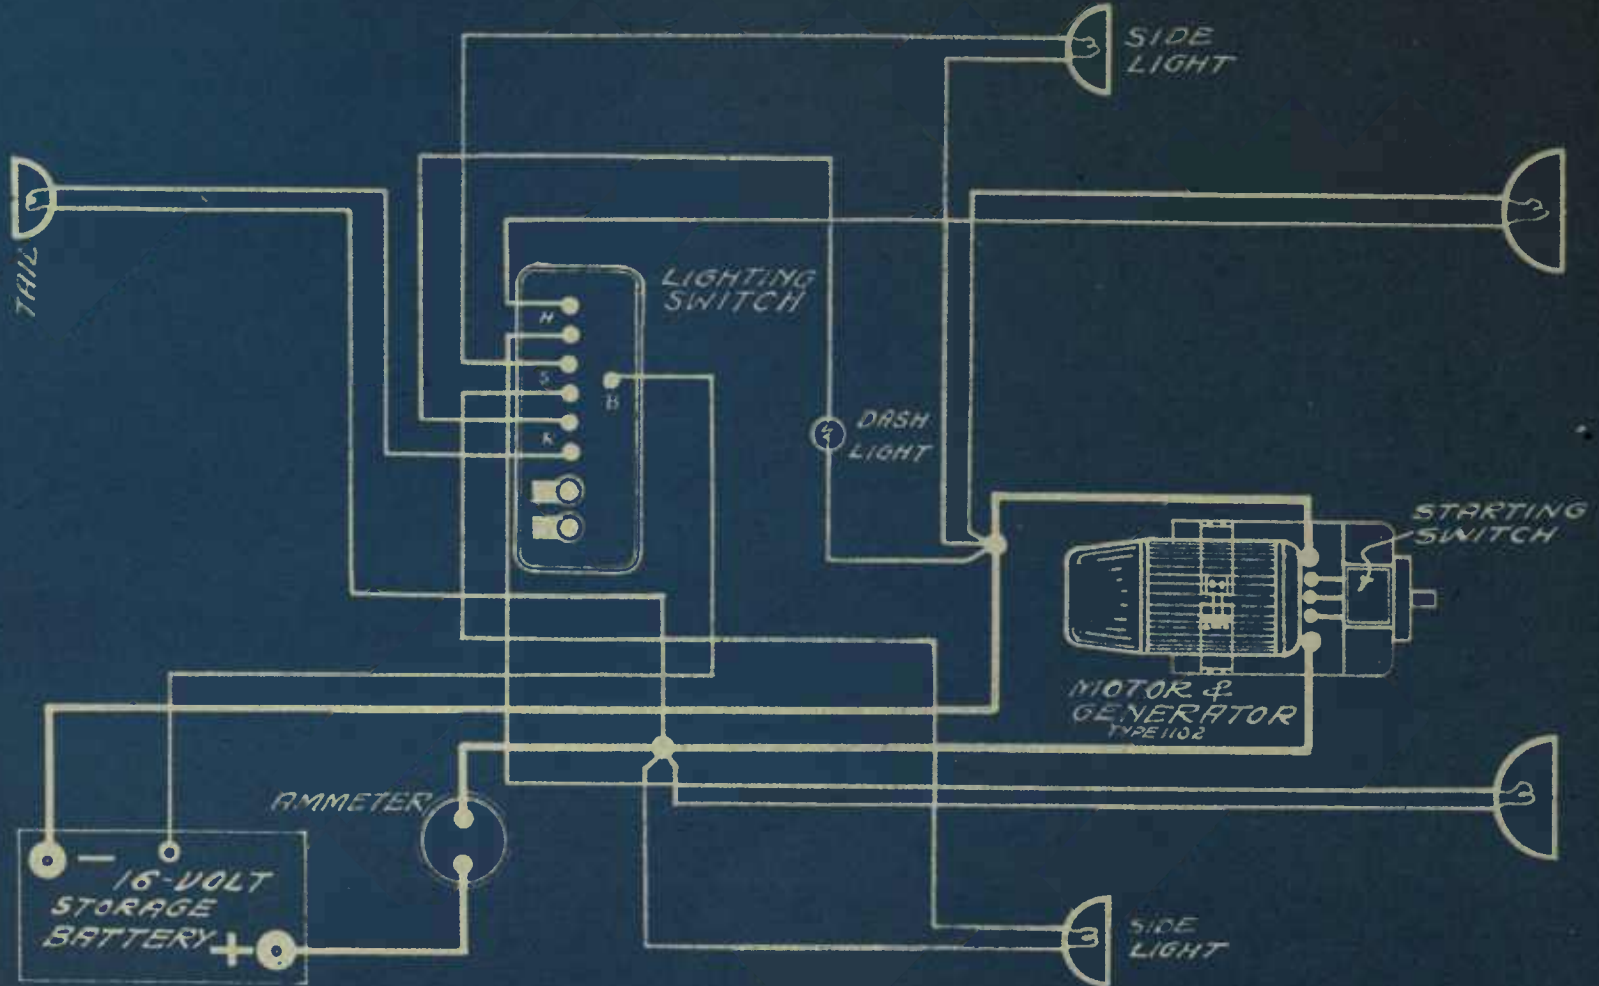 SIDE
LIGHT
TAIL
LIGHTING
SWITCH
H
S
B
R
DASH
LIGHT
STARTING
SWITCH
MOTOR &
GENERATOR
TYPE 1102
AMMETER
-
16-VOLT
STORAGE
BATTERY +
SIDE
LIGHT